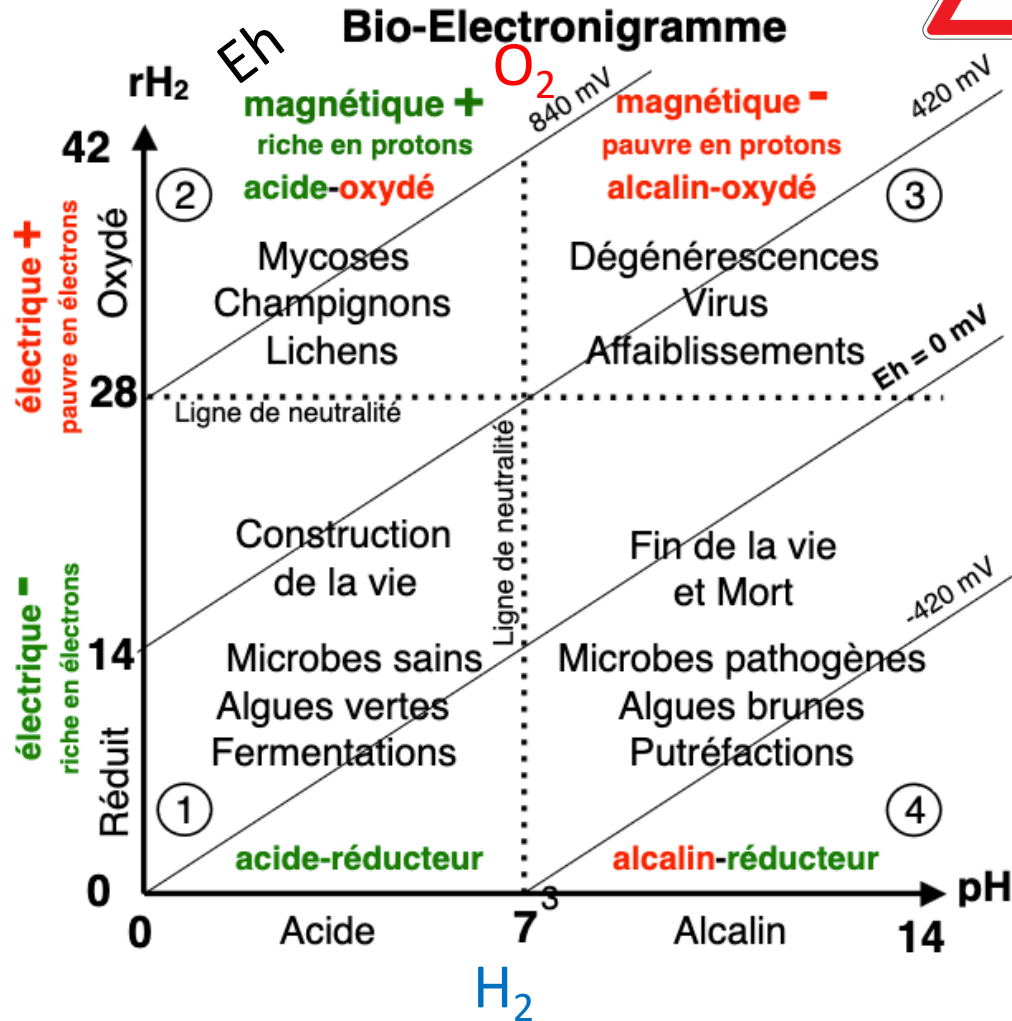 Bio-Electronigramme
Eh
O₂
rH₂
magnétique +
riche en protons
acide-oxydé
840 mV
magnétique -
pauvre en protons
alcalin-oxydé
420 mV
42
2
3
électrique +
pauvre en électrons
Oxydé
Mycoses
Champignons
Lichens
Dégénérescences
Virus
Affaiblissements
Eh = 0 mV
28
Ligne de neutralité
Ligne de neutralité
Construction
de la vie
Fin de la vie
et Mort
-420 mV
électrique -
riche en électrons
Réduit
14
Microbes sains
Algues vertes
Fermentations
Microbes pathogènes
Algues brunes
Putréfactions
1
4
acide-réducteur
alcalin-réducteur
0
pH
3
0
Acide
7
Alcalin
14
H₂